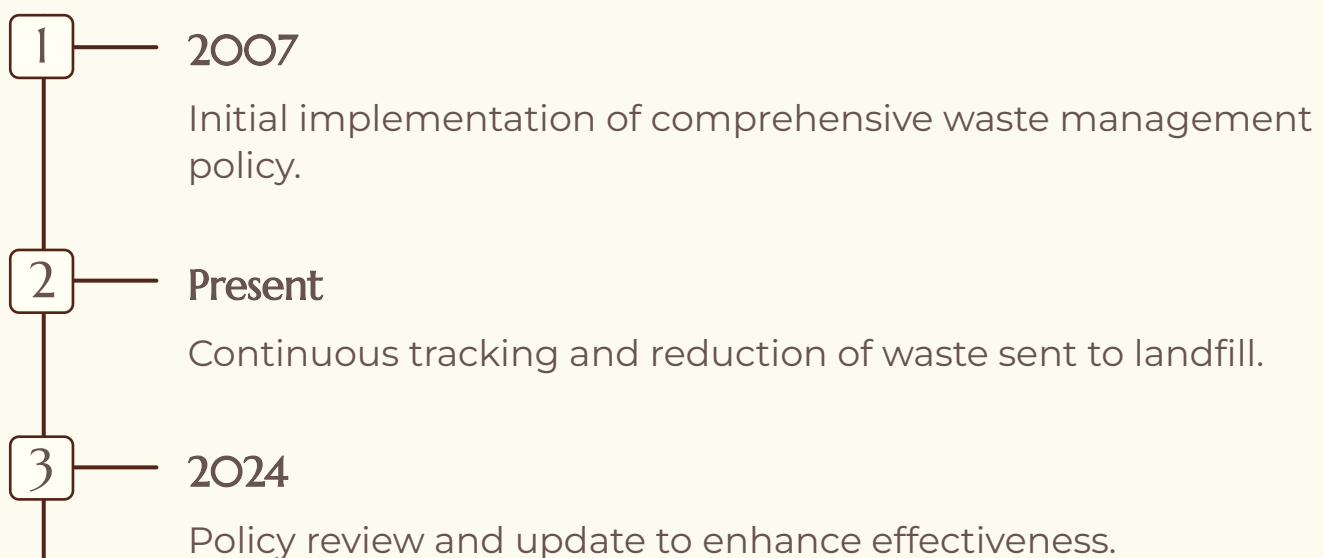 1
2007
Initial implementation of comprehensive waste management
policy.
2
Present
Continuous tracking and reduction of waste sent to landfill.
3
2024
Policy review and update to enhance effectiveness.